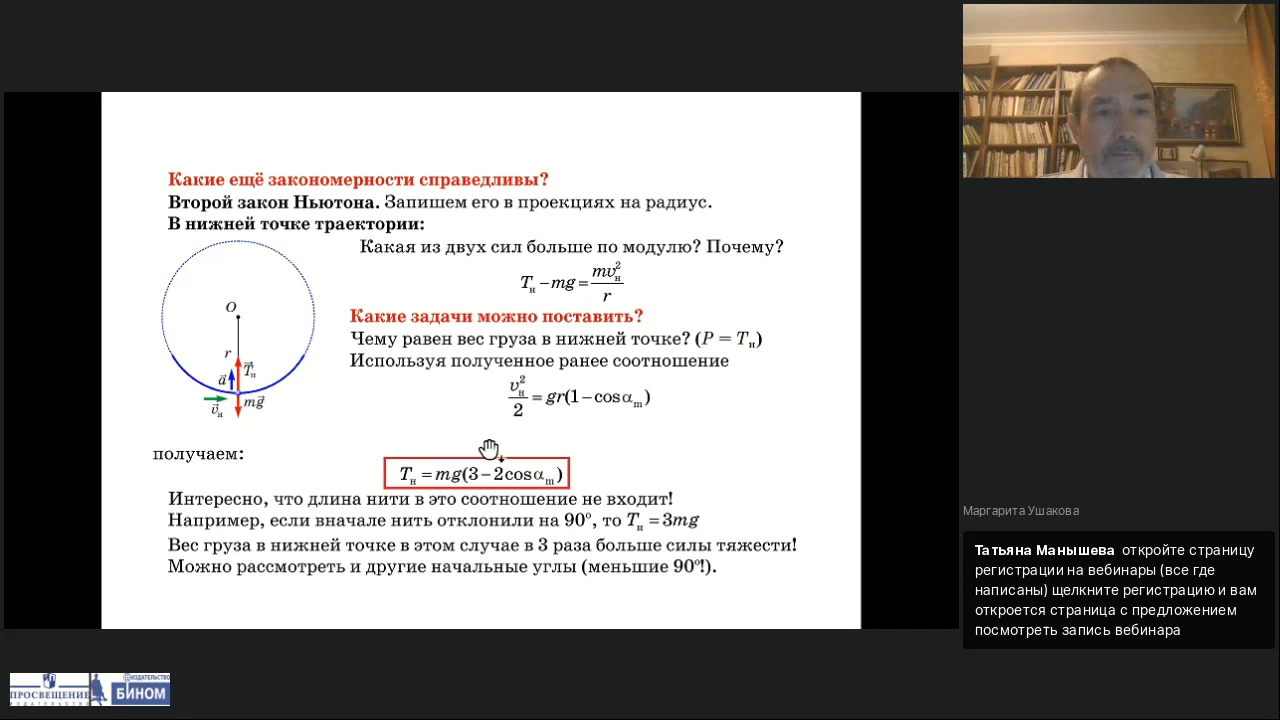 Какие ещё закономерности справедливы?
Второй закон Ньютона. Запишем его в проекциях на радиус.
В нижней точке траектории:
Какая из двух сил больше по модулю? Почему?
Tн – mg = mvн²/r
O
r
a⃗
T⃗н
v⃗н
mg⃗
Какие задачи можно поставить?
Чему равен вес груза в нижней точке? (P = Tн)
Используя полученное ранее соотношение
υн²/2 = gr(1 – cosαm)
получаем:
Tн = mg(3 – 2cosαm)
Интересно, что длина нити в это соотношение не входит!
Например, если вначале нить отклонили на 90°, то Tн = 3mg
Вес груза в нижней точке в этом случае в 3 раза больше силы тяжести!
Можно рассмотреть и другие начальные углы (меньшие 90°!).
Маргарита Ушакова
Татьяна Манышева откройте страницу
регистрации на вебинары (все где
написаны) щелкните регистрацию и вам
откроется страница с предложением
посмотреть запись вебинара
ПРОСВЕЩЕНИЕ
ИЗДАТЕЛЬСТВО
ИЗДАТЕЛЬСТВО
БИНОМ